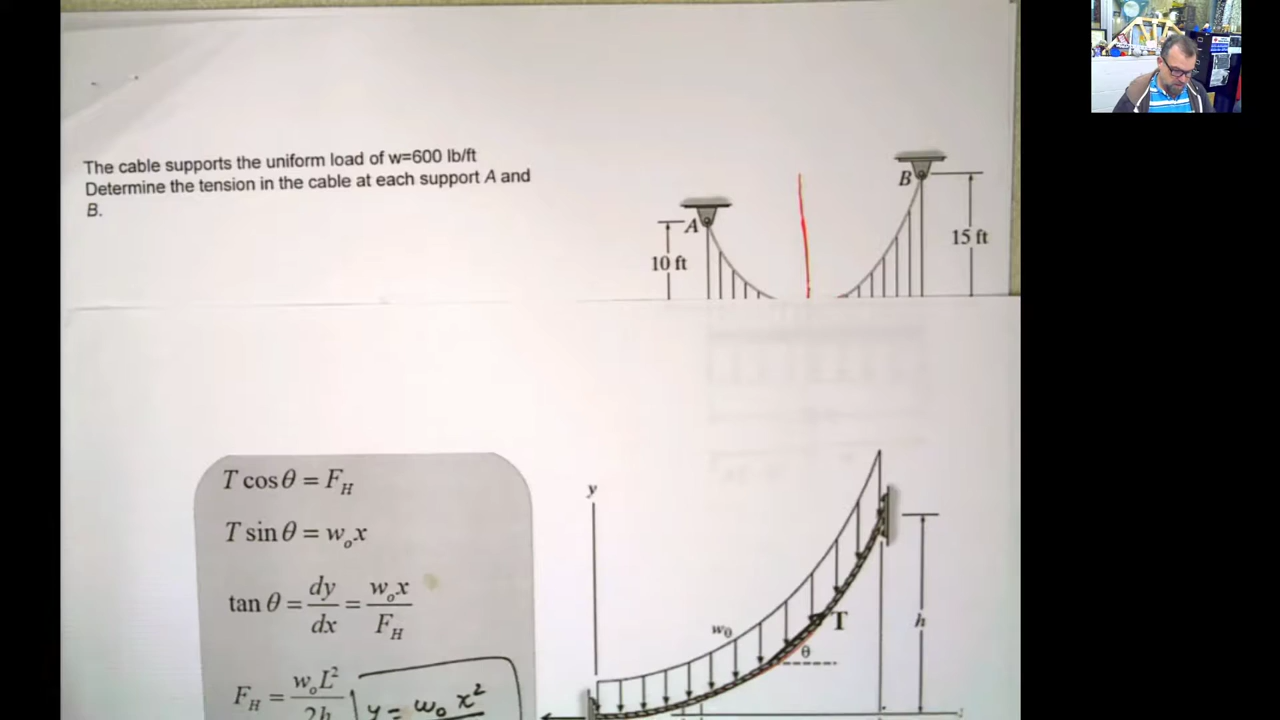 The cable supports the uniform load of w=600 lb/ft
Determine the tension in the cable at each support A and
B.
B
A
15 ft
10 ft
T cos θ = F_H
y
T sin θ = w_o x
tan θ = dy/dx = w_o x/F_H
w_0
T
h
θ
F_H = w_o L²/2h
y = w_o x²